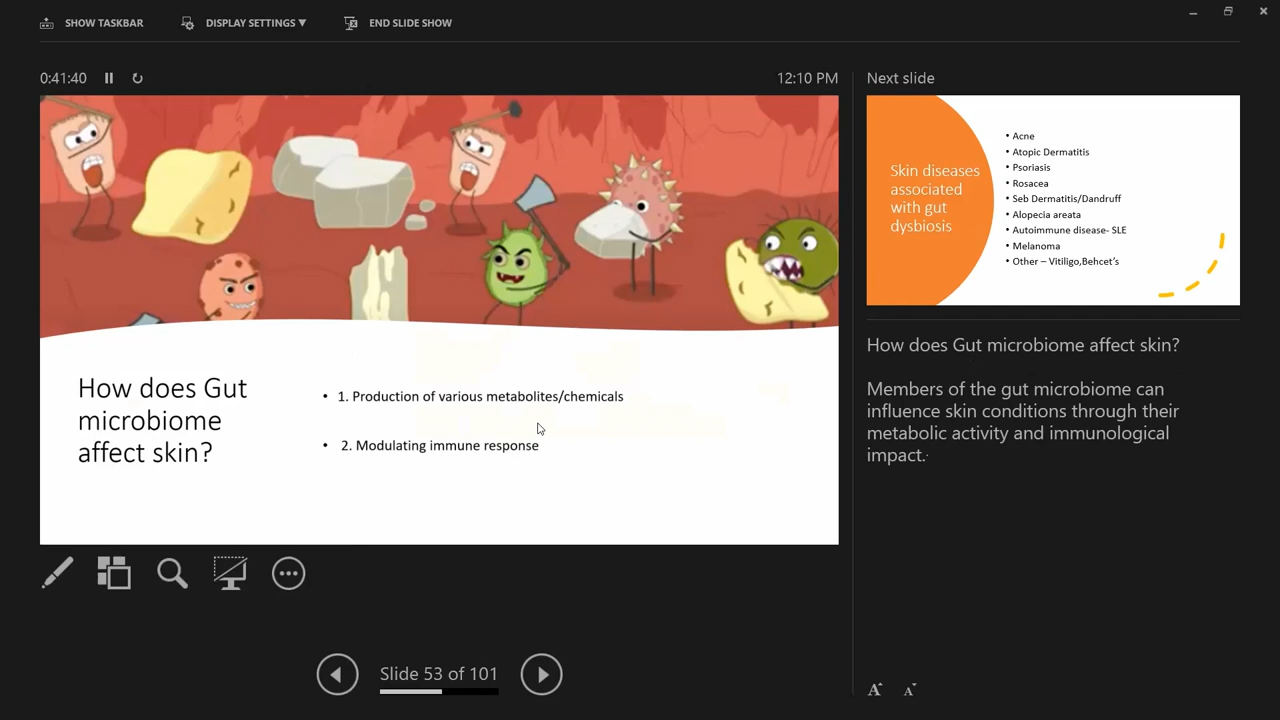 SHOW TASKBAR
DISPLAY SETTINGS ▼
END SLIDE SHOW
0:41:40
12:10 PM
How does Gut
microbiome
affect skin?
• 1. Production of various metabolites/chemicals
• 2. Modulating immune response
Slide 53 of 101
Next slide
Skin diseases
associated
with gut
dysbiosis
• Acne
• Atopic Dermatitis
• Psoriasis
• Rosacea
• Seb Dermatitis/Dandruff
• Alopecia areata
• Autoimmune disease- SLE
• Melanoma
• Other – Vitiligo,Behcet’s
How does Gut microbiome affect skin?
Members of the gut microbiome can
influence skin conditions through their
metabolic activity and immunological
impact.
A A